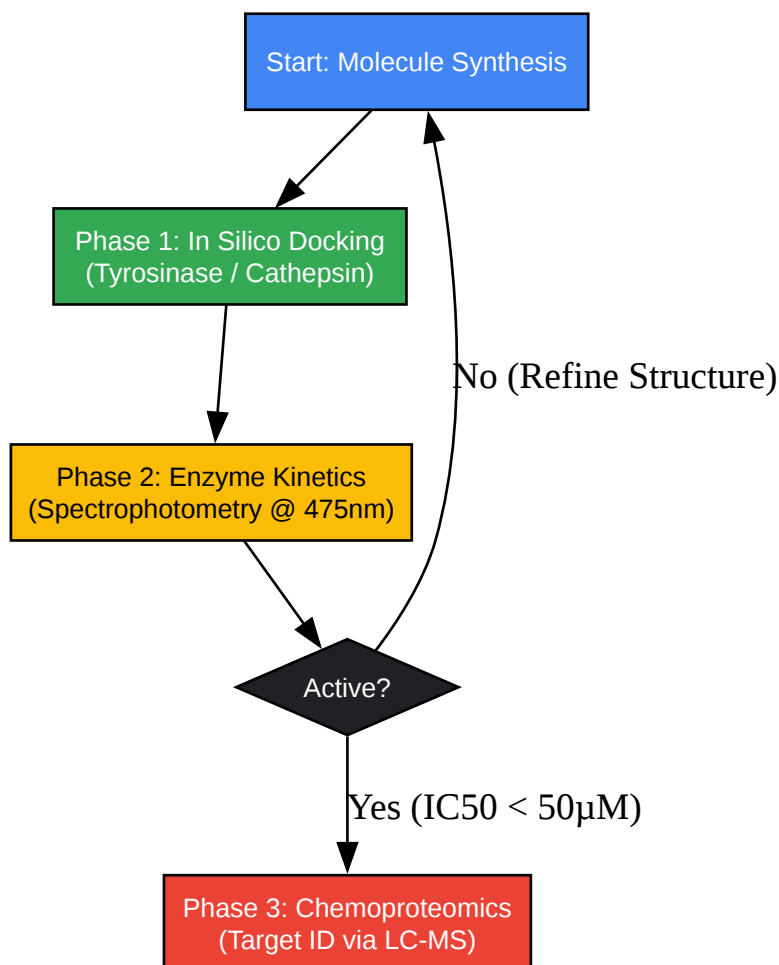 Start: Molecule Synthesis
Phase 1: In Silico Docking
(Tyrosinase / Cathepsin)
No (Refine Structure)
Phase 2: Enzyme Kinetics
(Spectrophotometry @ 475nm)
Active?
Yes (IC50 < 50µM)
Phase 3: Chemoproteomics
(Target ID via LC-MS)